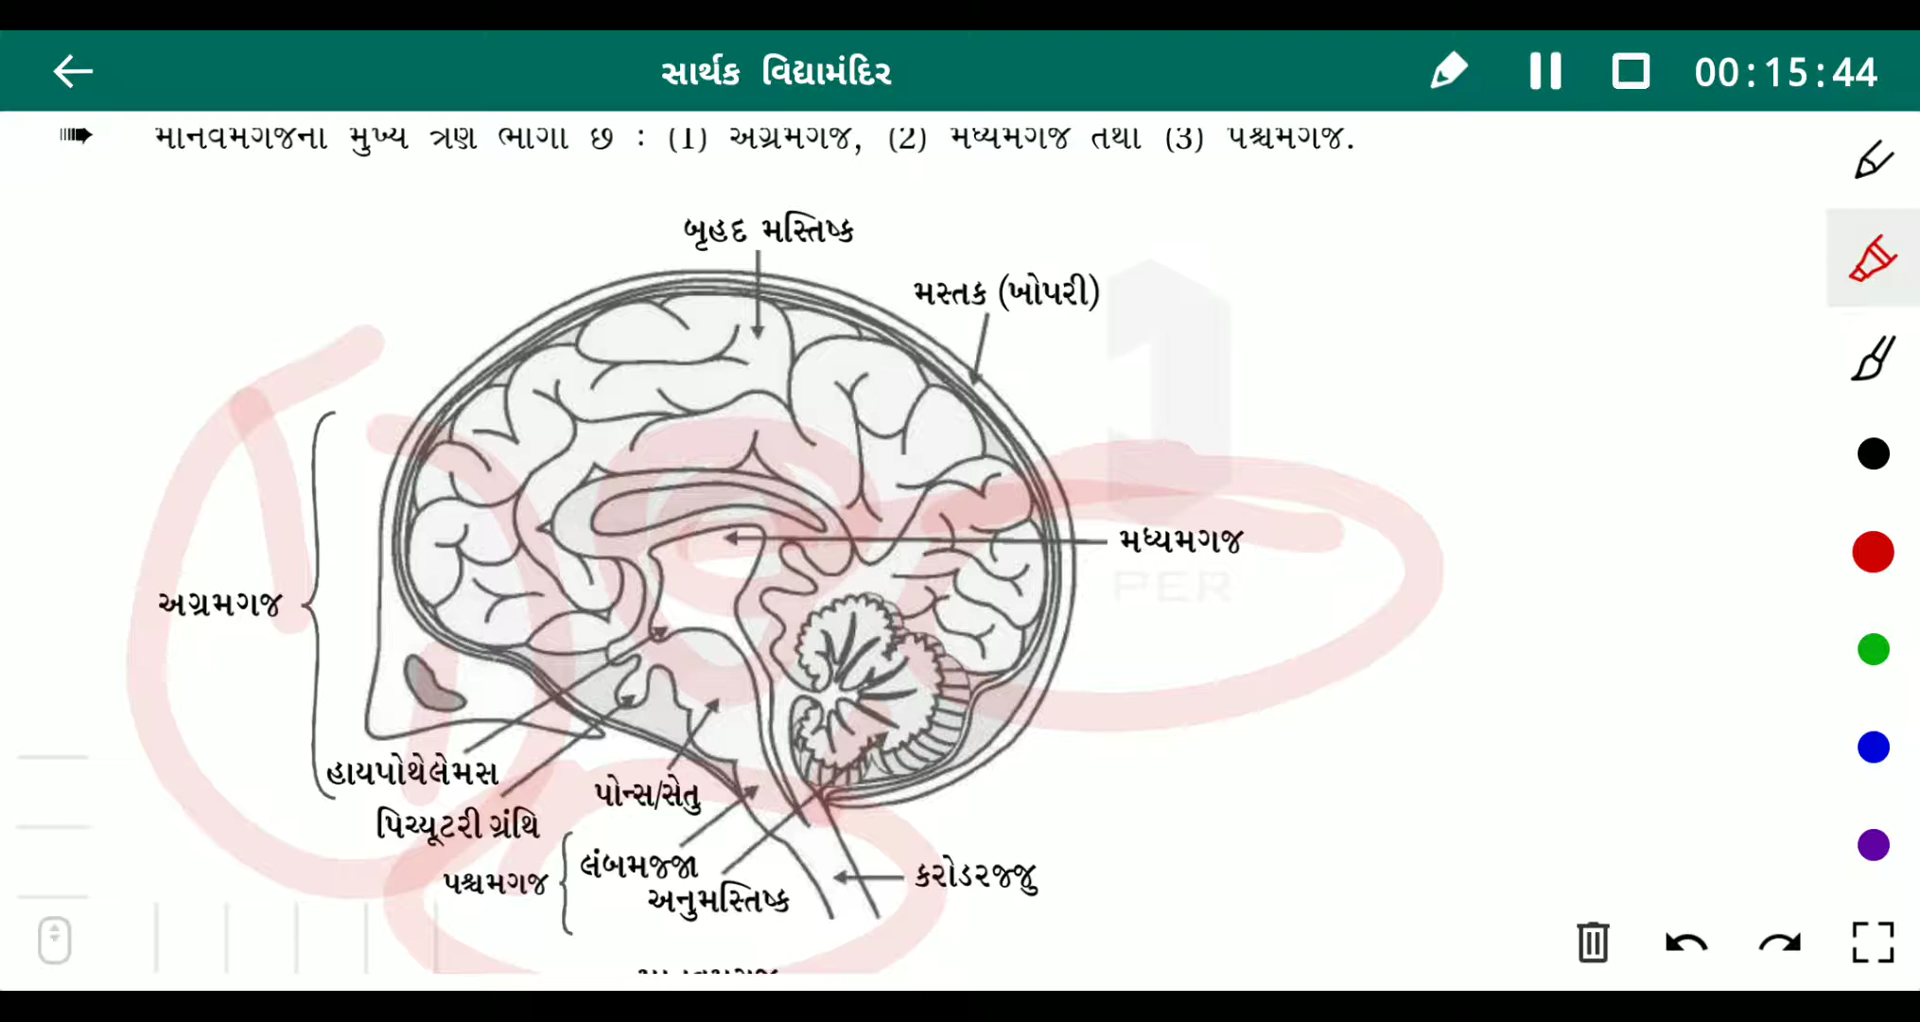 સાર્થક વિદ્યામંદિર
00:15:44
માનવમગજના મુખ્ય ત્રણ ભાગો છે : (1) અગ્રમગજ, (2) મધ્યમગજ તથા (3) પશ્ચમગજ.
બૃહદ મસ્તિષ્ક
મસ્તક (ખોપરી)
મધ્યમગજ
PER
અગ્રમગજ
હાયપોથેલેમસ
પોન્સ/સેતુ
પિચ્યૂટરી ગ્રંથિ
લંબમજ્જા
પશ્ચમગજ
કરોડરજ્જુ
અનુમસ્તિષ્ક